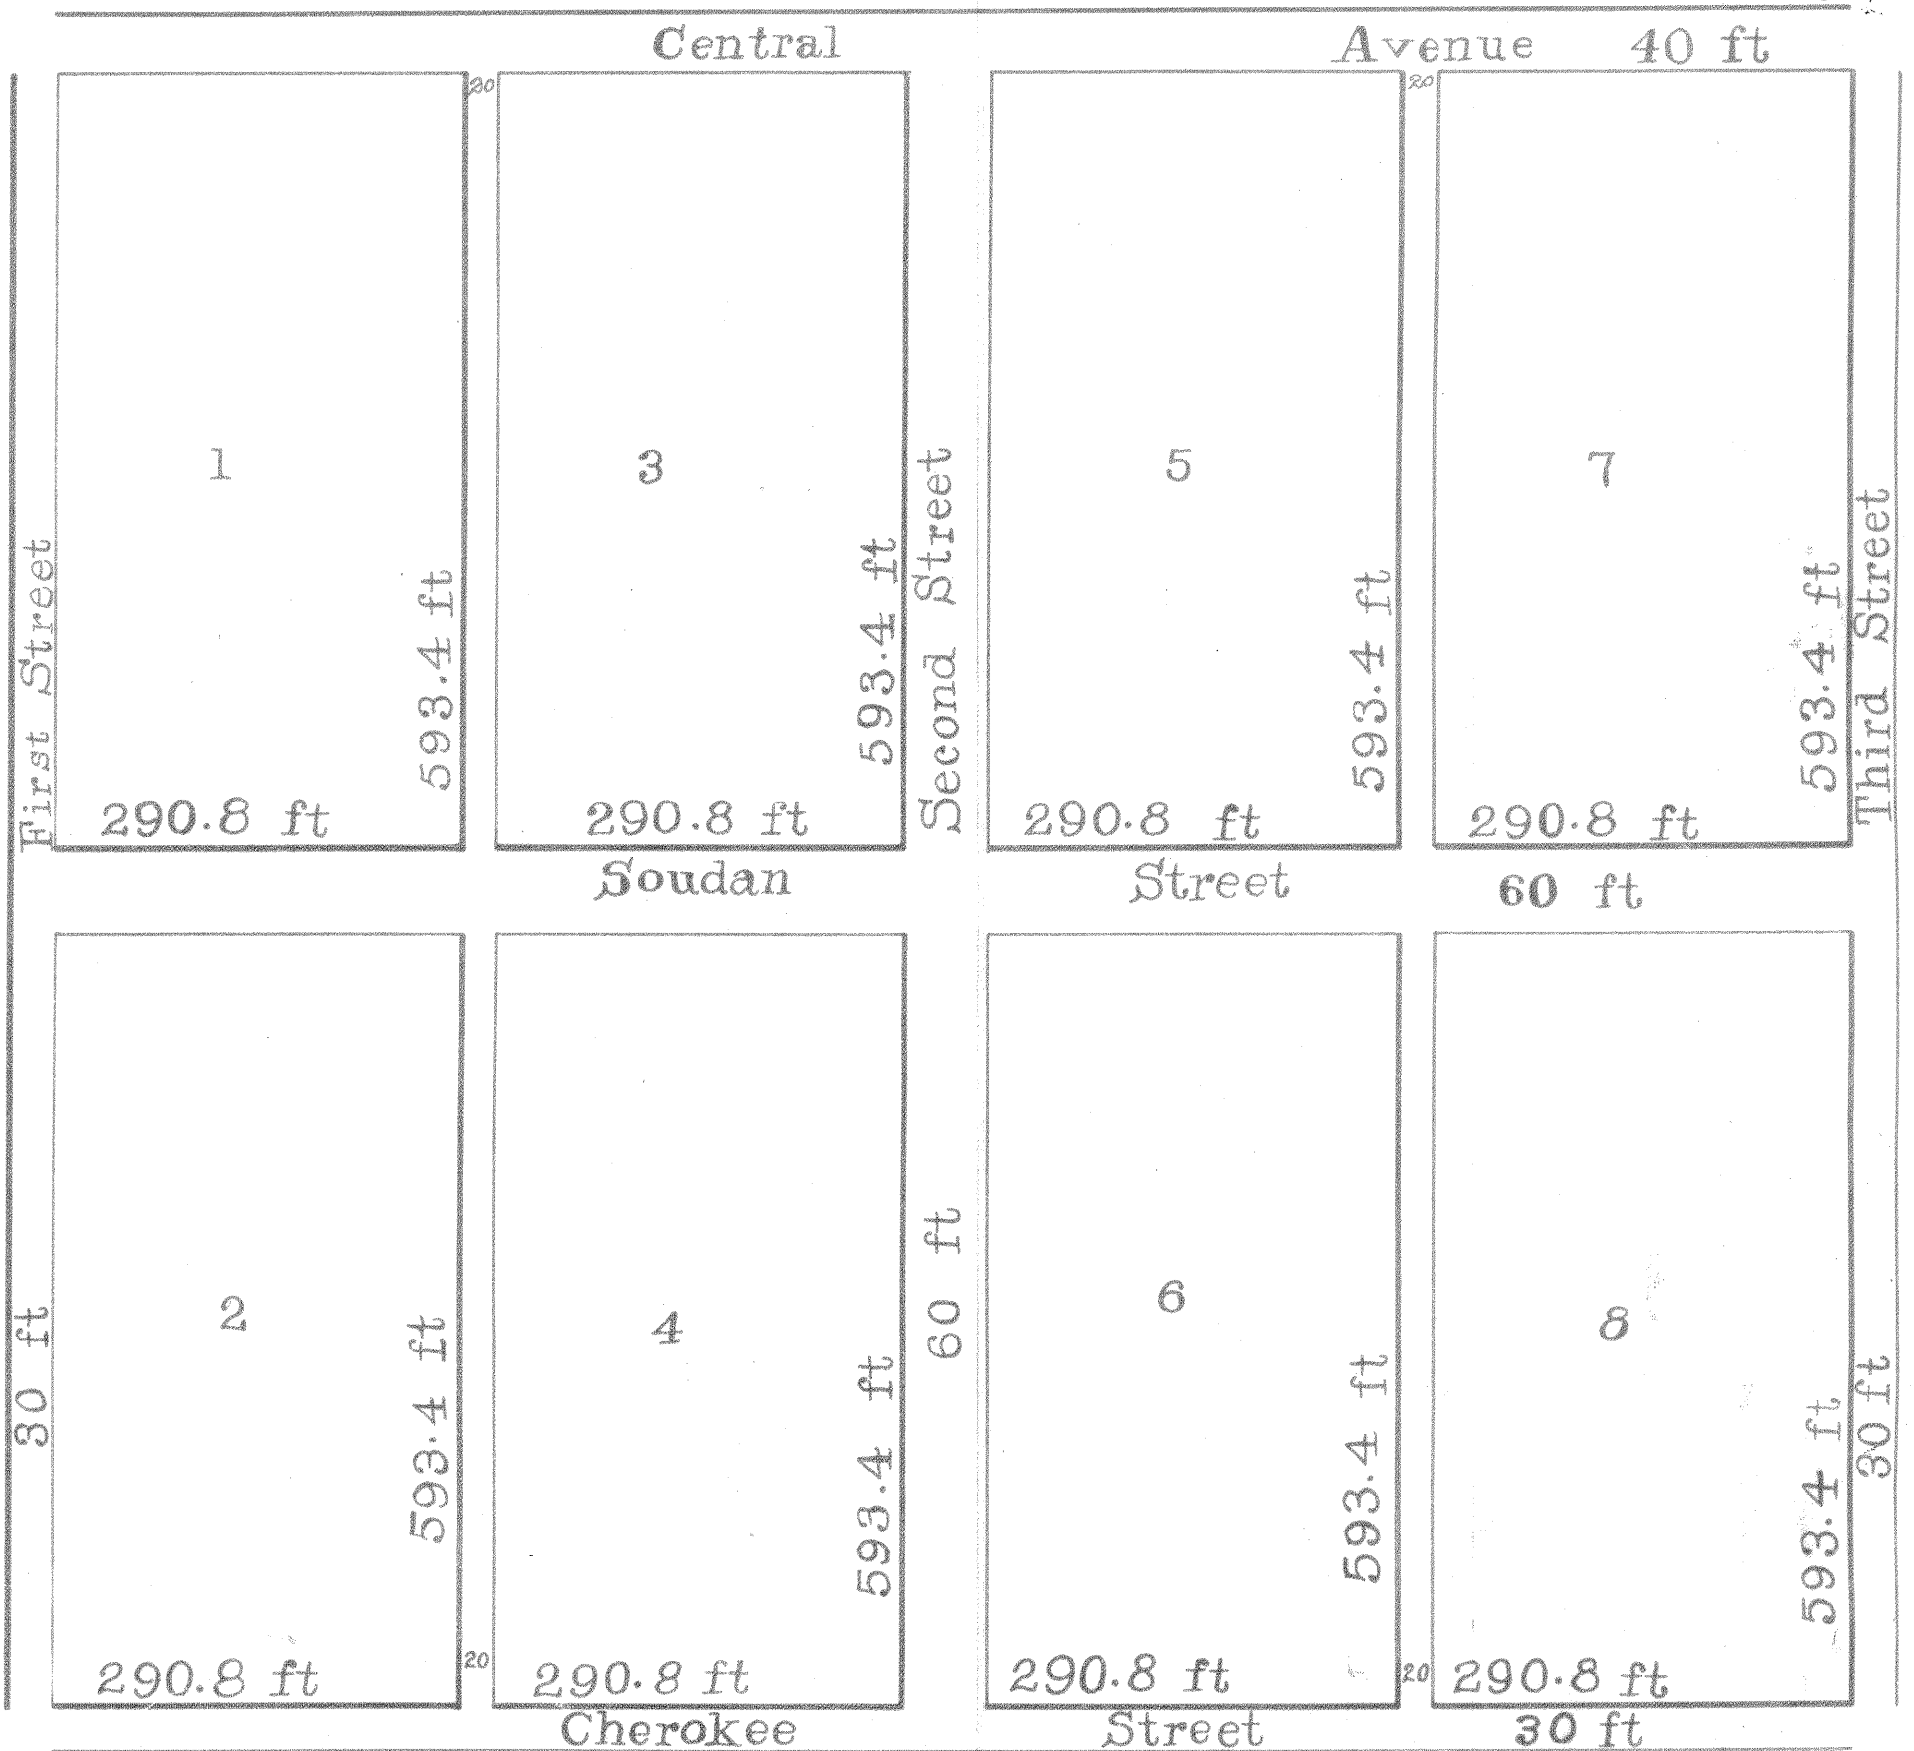 Central Avenue 40 ft
20
20
1
3
5
7
First Street
593.4 ft
593.4 ft
Second Street
593.4 ft
593.4 ft
Third Street
290.8 ft
290.8 ft
290.8 ft
290.8 ft
Soudan Street 60 ft
2
4
6
8
30 ft
593.4 ft
593.4 ft
60 ft
593.4 ft
593.4 ft
30 ft
290.8 ft
20
290.8 ft
290.8 ft
20
290.8 ft
Cherokee Street 30 ft